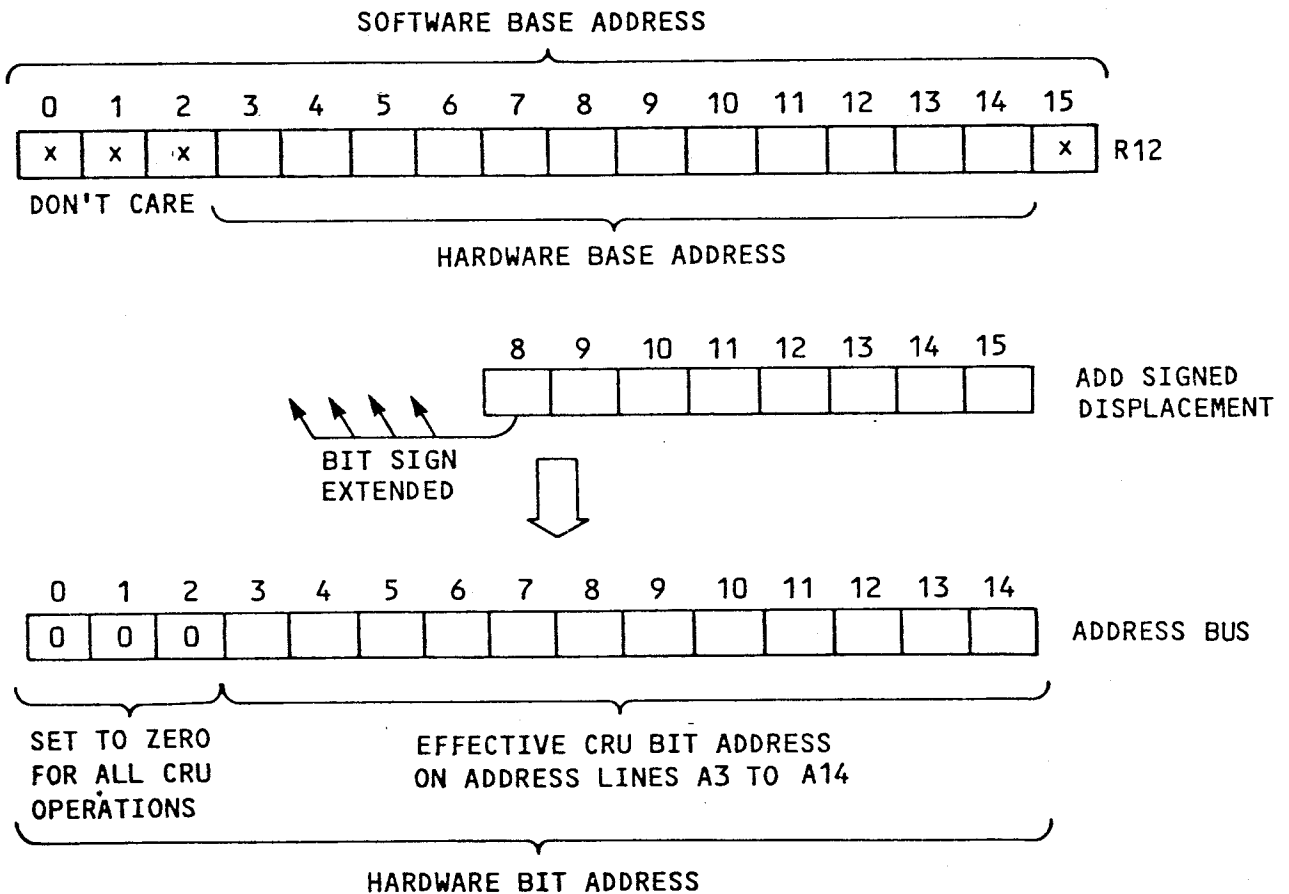 SOFTWARE BASE ADDRESS
0 1 2 3 4 5 6 7 8 9 10 11 12 13 14 15
x x x x R12
DON'T CARE
HARDWARE BASE ADDRESS
8 9 10 11 12 13 14 15
ADD SIGNED
DISPLACEMENT
BIT SIGN
EXTENDED
0 1 2 3 4 5 6 7 8 9 10 11 12 13 14
0 0 0 ADDRESS BUS
SET TO ZERO
FOR ALL CRU
OPERATIONS
EFFECTIVE CRU BIT ADDRESS
ON ADDRESS LINES A3 TO A14
HARDWARE BIT ADDRESS